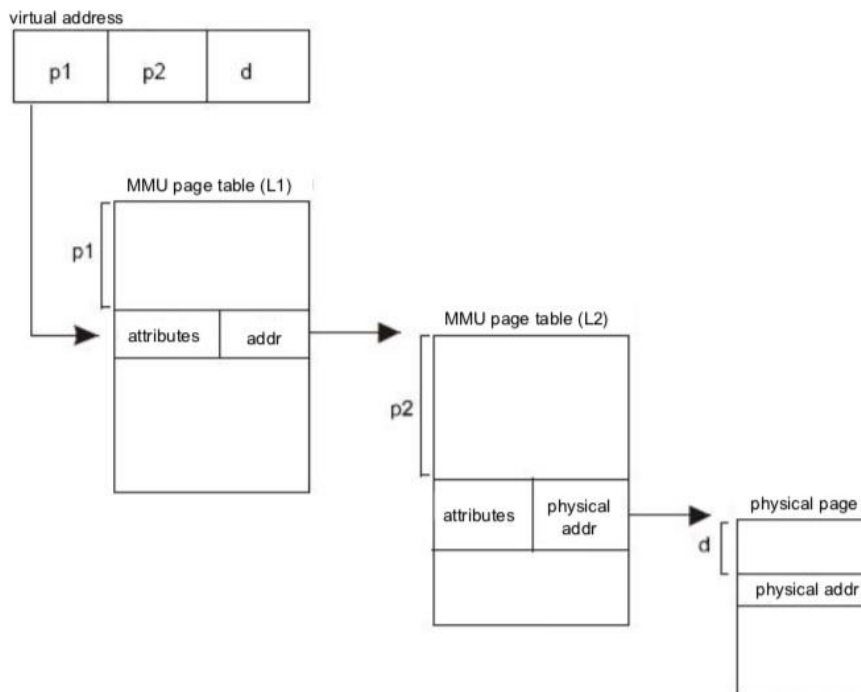 virtual address
p1 p2 d
MMU page table (L1)
p1
attributes addr
MMU page table (L2)
p2
attributes physical
addr
physical page
d
physical addr